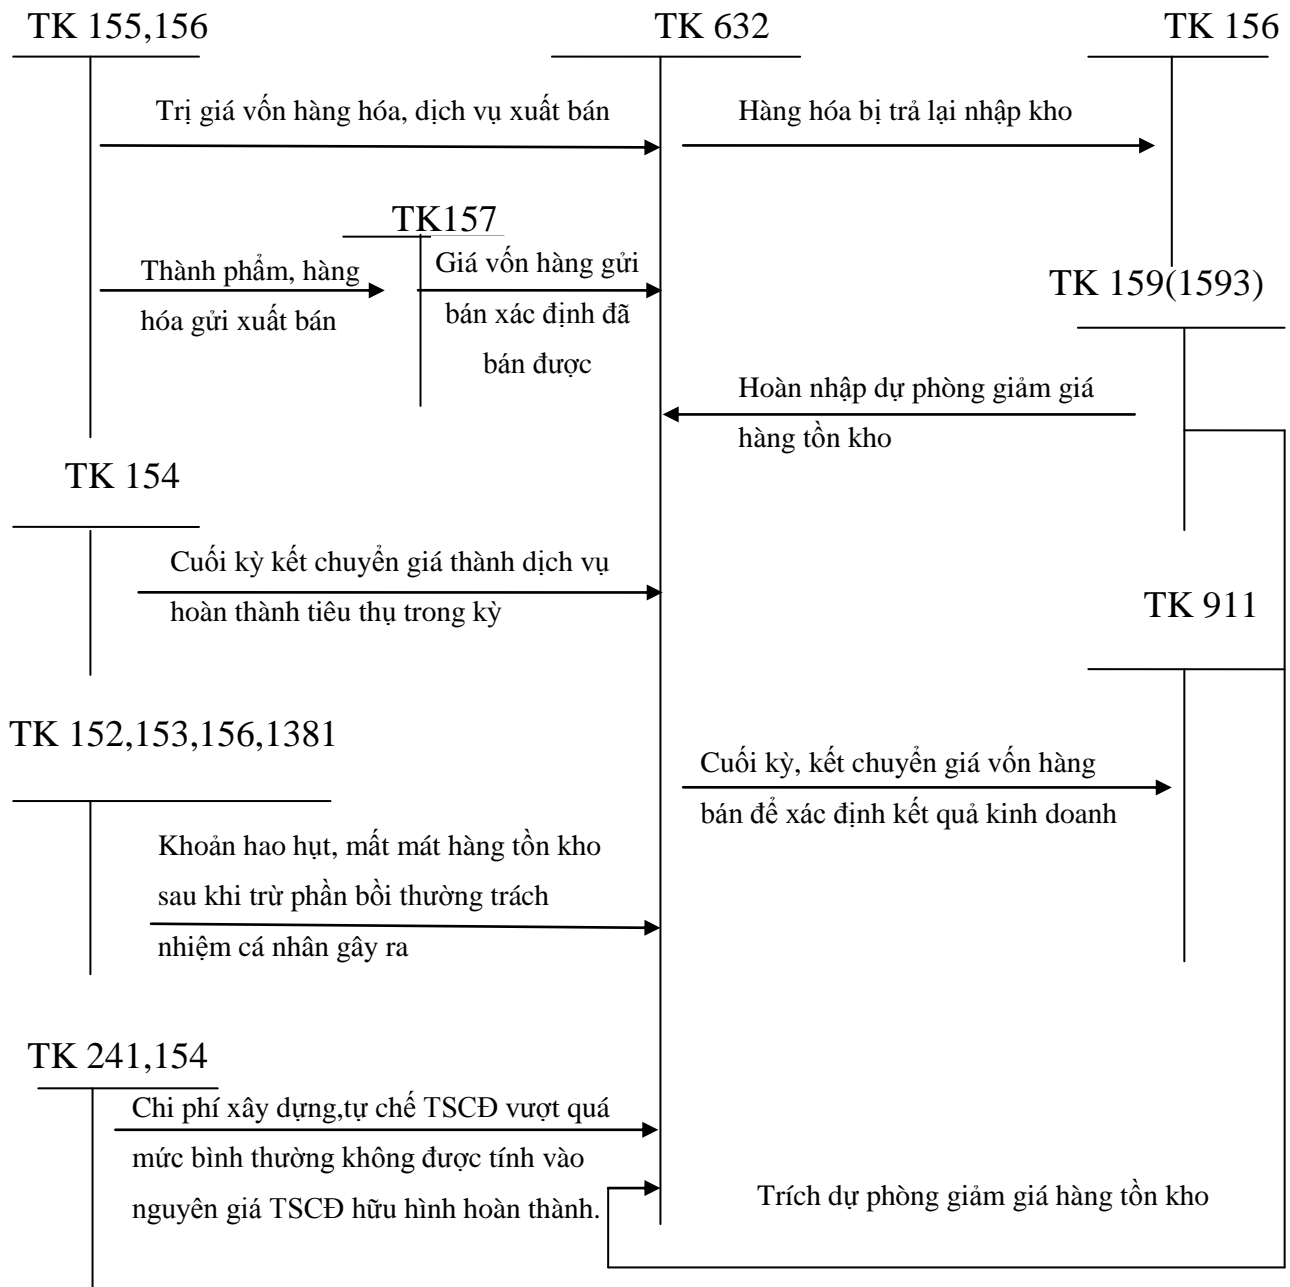 TK 155,156
TK 632
TK 156
Trị giá vốn hàng hóa, dịch vụ xuất bán
Hàng hóa bị trả lại nhập kho
TK157
Thành phẩm, hàng
hóa gửi xuất bán
Giá vốn hàng gửi
bán xác định đã
bán được
TK 159(1593)
Hoàn nhập dự phòng giảm giá
hàng tồn kho
TK 154
Cuối kỳ kết chuyển giá thành dịch vụ
hoàn thành tiêu thụ trong kỳ
TK 911
TK 152,153,156,1381
Cuối kỳ, kết chuyển giá vốn hàng
bán để xác định kết quả kinh doanh
Khoản hao hụt, mất mát hàng tồn kho
sau khi trừ phần bồi thường trách
nhiệm cá nhân gây ra
TK 241,154
Chi phí xây dựng,tự chế TSCĐ vượt quá
mức bình thường không được tính vào
nguyên giá TSCĐ hữu hình hoàn thành.
Trích dự phòng giảm giá hàng tồn kho